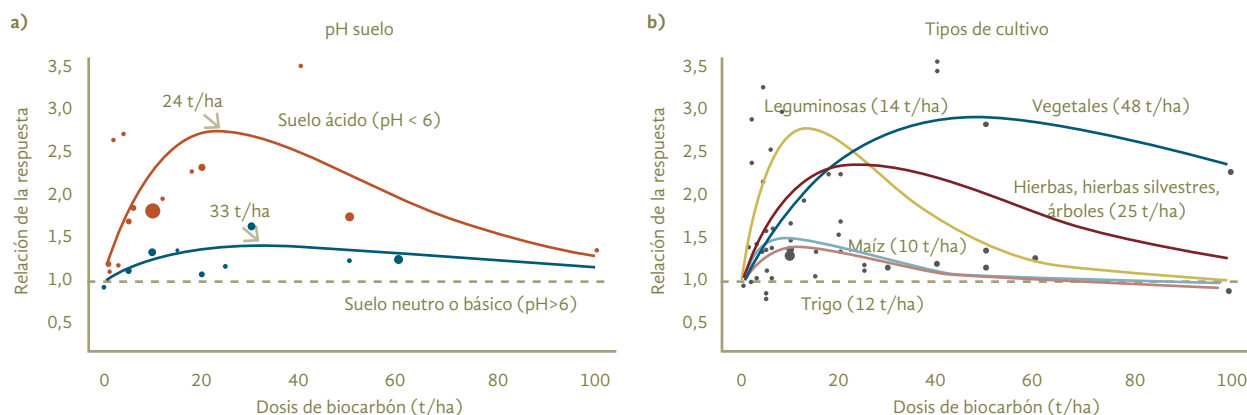 a)
pH suelo
Relación de la respuesta
3,5
3,0
2,5
2,0
1,5
1,0
0,5
24 t/ha
Suelo ácido (pH < 6)
33 t/ha
Suelo neutro o básico (pH>6)
0
20
40
60
80
100
Dosis de biocarbón (t/ha)
b)
Tipos de cultivo
Relación de la respuesta
3,5
3,0
2,5
2,0
1,5
1,0
0,5
Leguminosas (14 t/ha)
Vegetales (48 t/ha)
Hierbas, hierbas silvestres,
árboles (25 t/ha)
Maíz (10 t/ha)
Trigo (12 t/ha)
0
20
40
60
80
100
Dosis de biocarbón (t/ha)